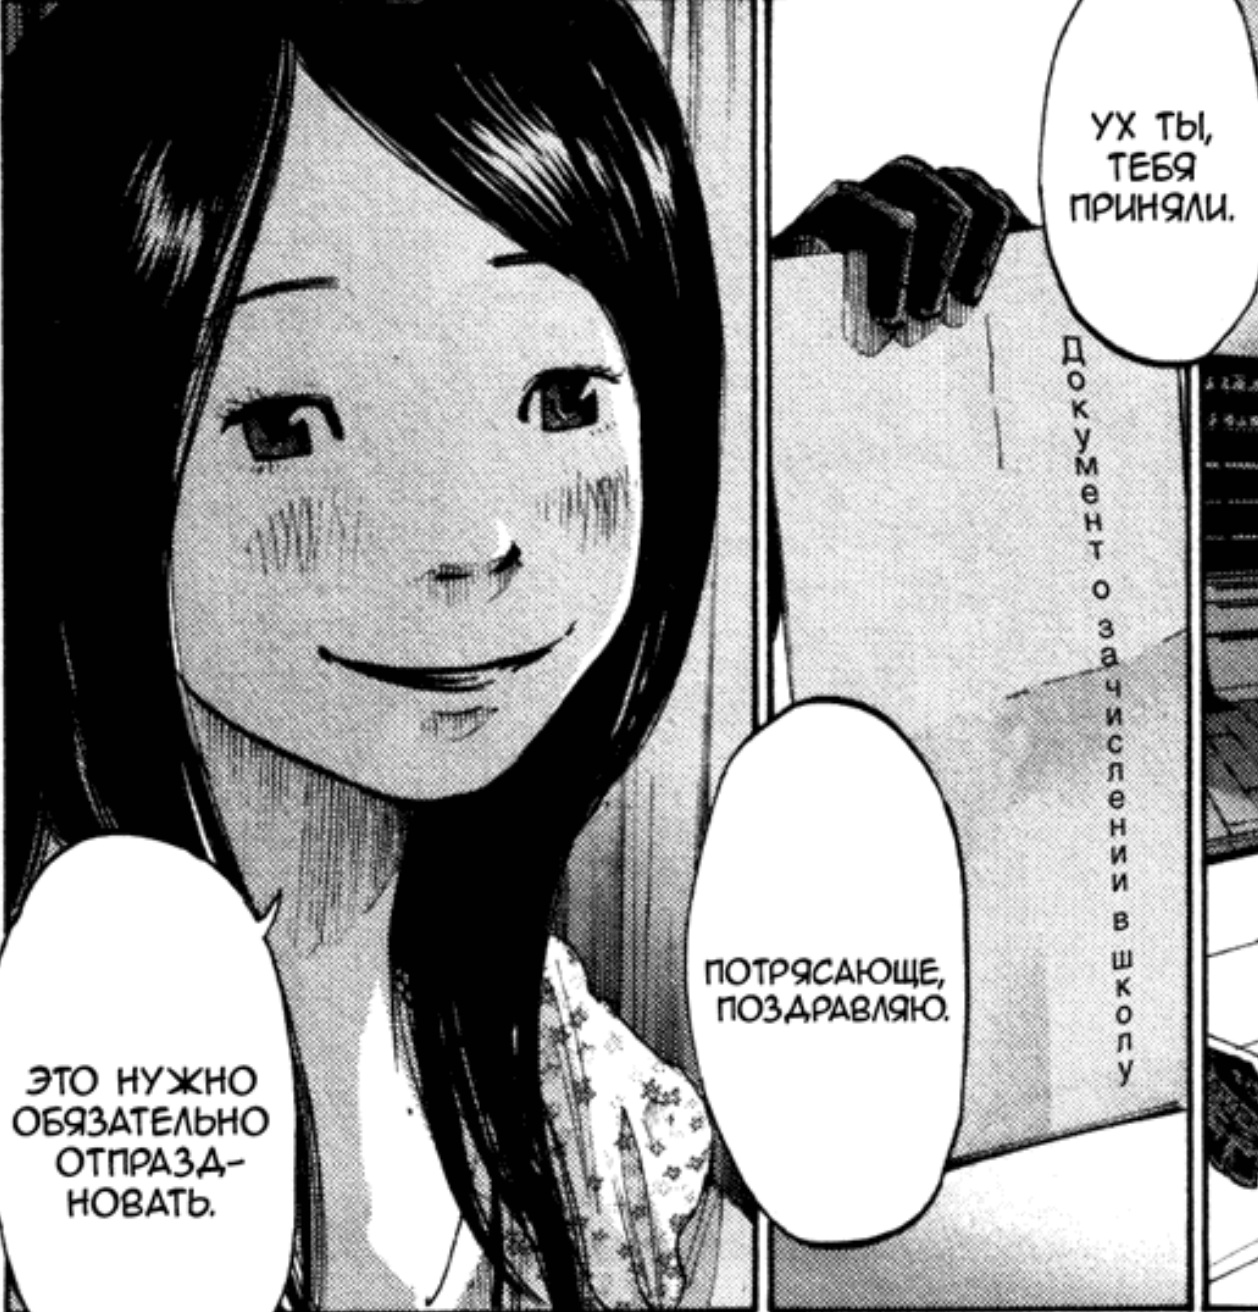 УХ ТЫ,
ТЕБЯ
ПРИНЯЛИ.
Документ о зачислении в школу
ПОТРЯСАЮЩЕ,
ПОЗДРАВЛЯЮ.
ЭТО НУЖНО
ОБЯЗАТЕЛЬНО
ОТПРАЗД-
НОВАТЬ.